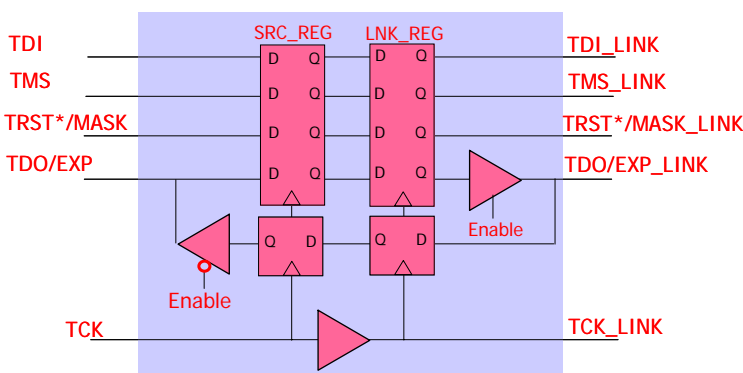 SRC_REG LNK_REG
TDI D Q D Q TDI_LINK
TMS D Q D Q TMS_LINK
TRST*/MASK D Q D Q TRST*/MASK_LINK
TDO/EXP D Q D Q TDO/EXP_LINK
Enable
Q D Q D
Enable
TCK TCK_LINK